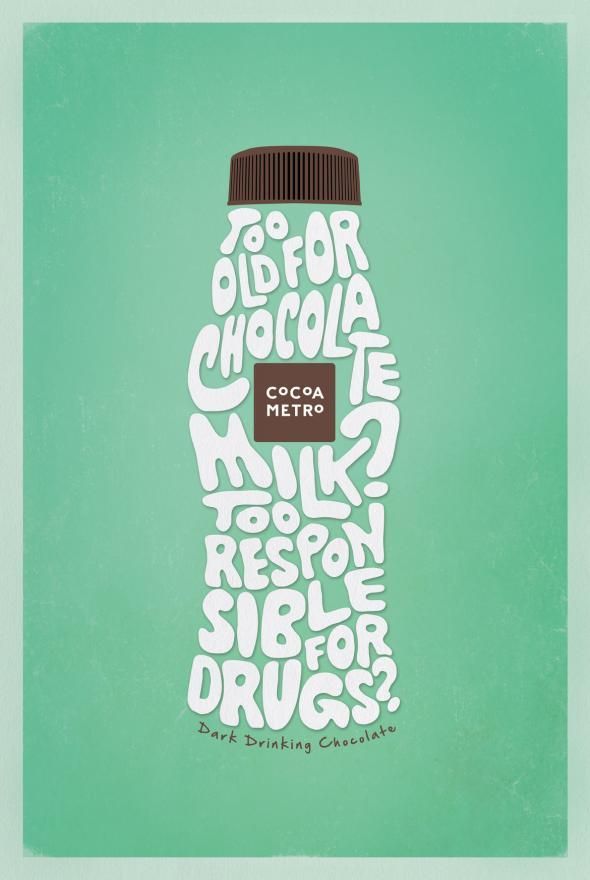 TOO
OLD FOR
CHOCOLATE
COCOA
METRO
MILK?
TOO
RESPON
SIBLE
FOR
DRUGS?
Dark Drinking Chocolate